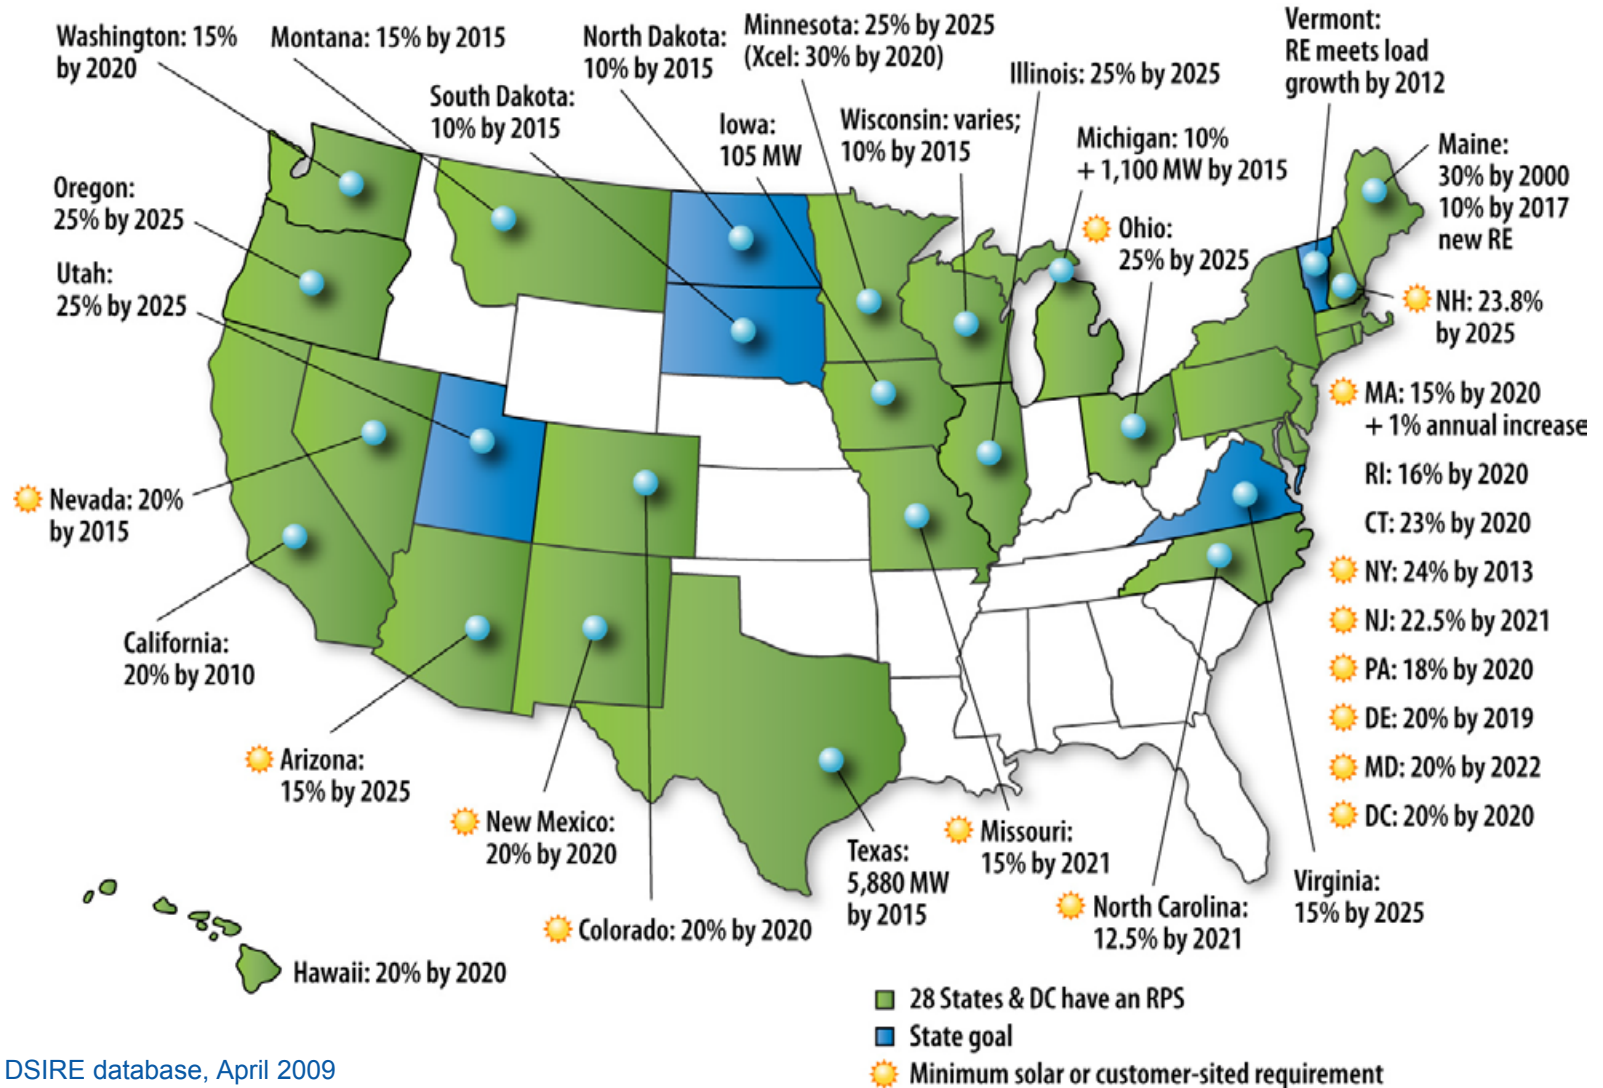 Washington: 15%
by 2020
Montana: 15% by 2015
North Dakota:
10% by 2015
Minnesota: 25% by 2025
(Xcel: 30% by 2020)
Vermont:
RE meets load
growth by 2012
South Dakota:
10% by 2015
Iowa:
105 MW
Wisconsin: varies;
10% by 2015
Illinois: 25% by 2025
Michigan: 10%
+ 1,100 MW by 2015
Maine:
30% by 2000
10% by 2017
new RE
Oregon:
25% by 2025
Ohio:
25% by 2025
Utah:
25% by 2025
NH: 23.8%
by 2025
MA: 15% by 2020
+ 1% annual increase
RI: 16% by 2020
CT: 23% by 2020
NY: 24% by 2013
NJ: 22.5% by 2021
PA: 18% by 2020
DE: 20% by 2019
MD: 20% by 2022
DC: 20% by 2020
Nevada: 20%
by 2015
California:
20% by 2010
Arizona:
15% by 2025
New Mexico:
20% by 2020
Colorado: 20% by 2020
Texas:
5,880 MW
by 2015
Missouri:
15% by 2021
North Carolina:
12.5% by 2021
Virginia:
15% by 2025
Hawaii: 20% by 2020
28 States & DC have an RPS
State goal
Minimum solar or customer-sited requirement
DSIRE database, April 2009